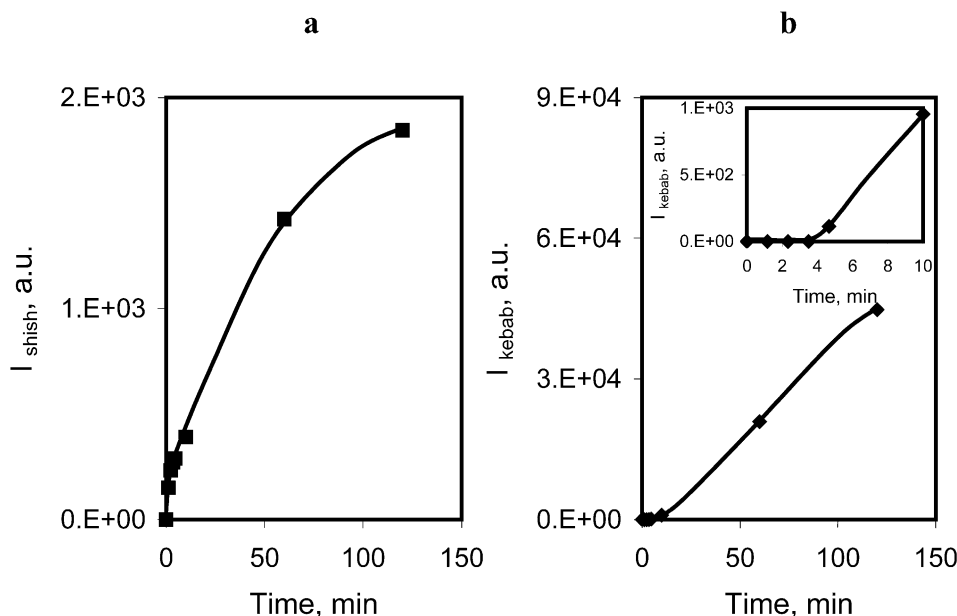 a
2.E+03
1.E+03
0.E+00
I shish, a.u.
0
50
100
150
Time, min
b
9.E+04
6.E+04
3.E+04
0.E+00
I kebab, a.u.
0
50
100
150
Time, min
1.E+03
5.E+02
0.E+00
I kebab, a.u.
0
2
4
6
8
10
Time, min